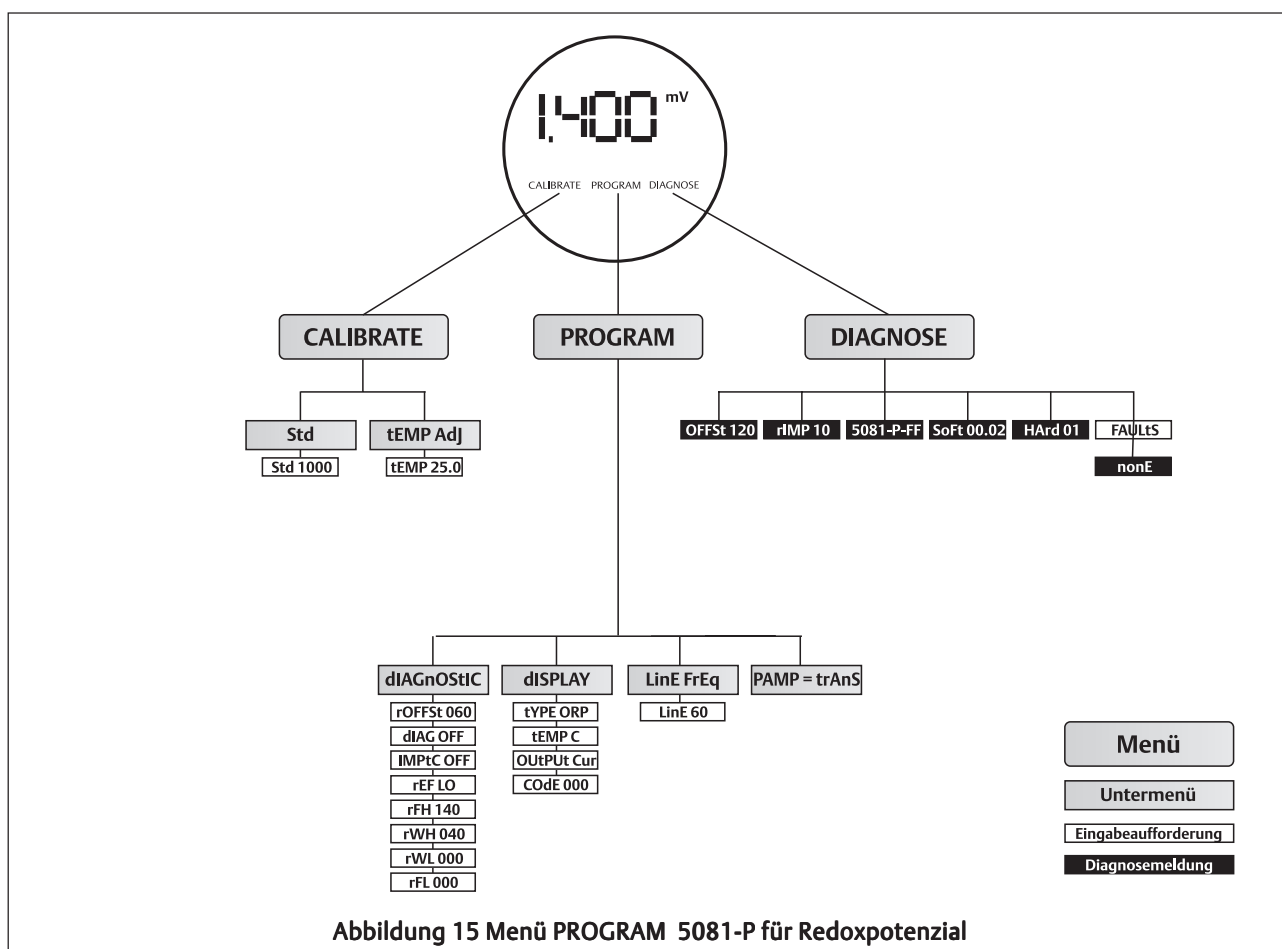 1.400 mV
CALIBRATE PROGRAM DIAGNOSE
CALIBRATE PROGRAM DIAGNOSE
Std tEMP AdJ
Std 1000 tEMP 25.0
OFFSt 120 rIMP 10 5081-P-FF SoFt 00.02 HArd 01 FAULtS
nonE
dIAGnOStIC dISPLAY LinE FrEq PAMP = trAnS
rOFFSt 060 tYPE ORP LinE 60
dIAG OFF tEMP C
IMPtC OFF OUtPUt Cur
rEF LO COdE 000
rFH 140
rWH 040
rWL 000
rFL 000
Menü
Untermenü
Eingabeaufforderung
Diagnosemeldung
Abbildung 15 Menü PROGRAM 5081-P für Redoxpotenzial